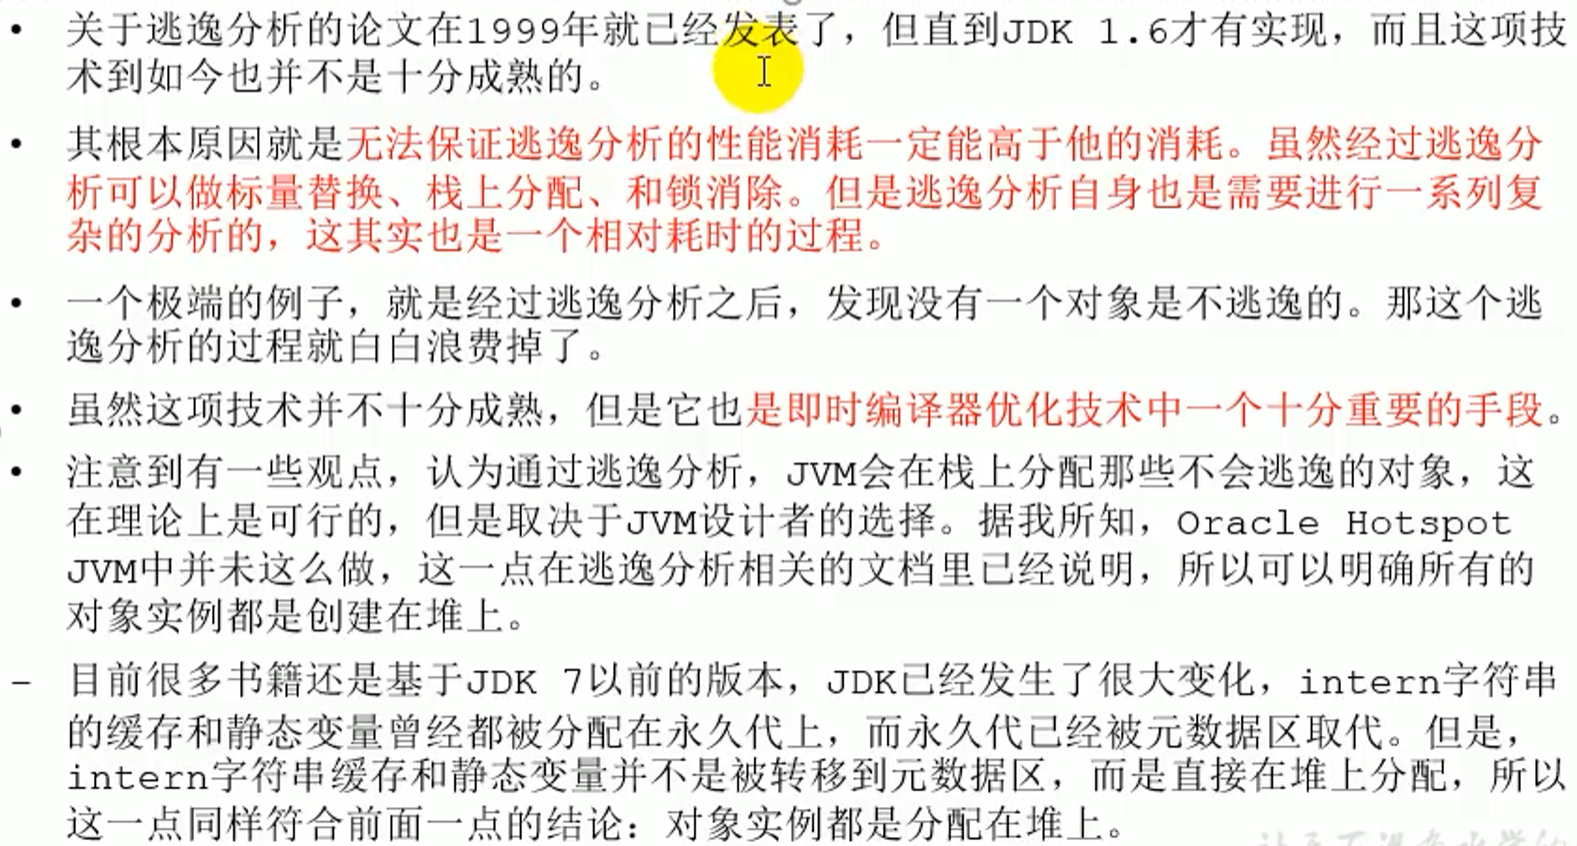 • 关于逃逸分析的论文在1999年就已经发表了，但直到JDK 1.6才有实现，而且这项技
术到如今也并不是十分成熟的。
• 其根本原因就是无法保证逃逸分析的性能消耗一定能高于他的消耗。虽然经过逃逸分
析可以做标量替换、栈上分配、和锁消除。但是逃逸分析自身也是需要进行一系列复
杂的分析的，这其实也是一个相对耗时的过程。
• 一个极端的例子，就是经过逃逸分析之后，发现没有一个对象是不逃逸的。那这个逃
逸分析的过程就白白浪费掉了。
• 虽然这项技术并不十分成熟，但是它也是即时编译器优化技术中一个十分重要的手段。
• 注意到有一些观点，认为通过逃逸分析，JVM会在栈上分配那些不会逃逸的对象，这
在理论上是可行的，但是取决于JVM设计者的选择。据我所知，Oracle Hotspot
JVM中并未这么做，这一点在逃逸分析相关的文档里已经说明，所以可以明确所有的
对象实例都是创建在堆上。
– 目前很多书籍还是基于JDK 7以前的版本，JDK已经发生了很大变化，intern字符串
的缓存和静态变量曾经都被分配在永久代上，而永久代已经被元数据区取代。但是，
intern字符串缓存和静态变量并不是被转移到元数据区，而是直接在堆上分配，所以
这一点同样符合前面一点的结论：对象实例都是分配在堆上。